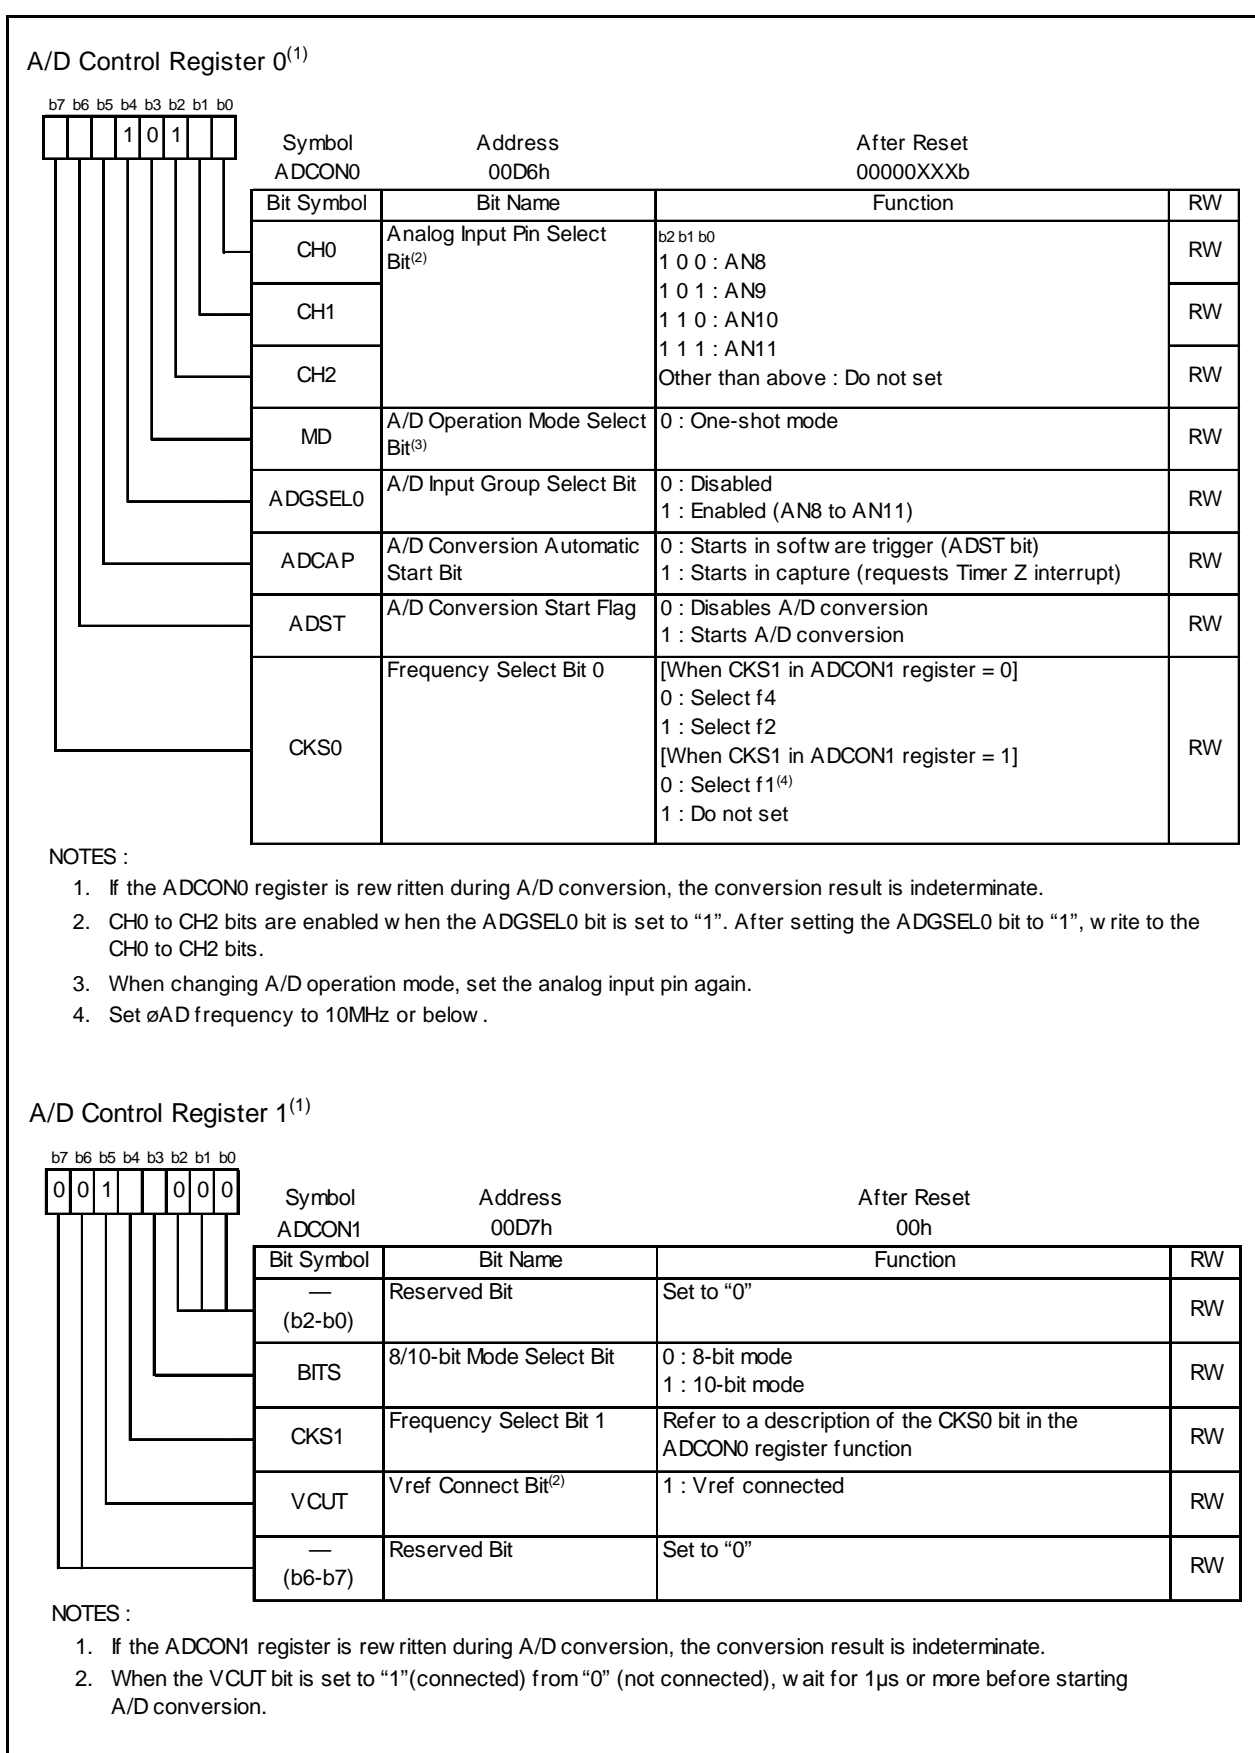 A/D Control Register 0(1)
b7 b6 b5 b4 b3 b2 b1 b0
1 0 1
Symbol Address After Reset
ADCON0 00D6h 00000XXXb
Bit Symbol Bit Name Function RW
CH0 Analog Input Pin Select Bit(2) b2 b1 b0 RW
1 0 0 : AN8
1 0 1 : AN9
CH1 RW
1 1 0 : AN10
1 1 1 : AN11
CH2 Other than above : Do not set RW
MD A/D Operation Mode Select Bit(3) 0 : One-shot mode RW
ADGSEL0 A/D Input Group Select Bit 0 : Disabled RW
1 : Enabled (AN8 to AN11)
ADCAP A/D Conversion Automatic Start Bit 0 : Starts in software trigger (ADST bit) RW
1 : Starts in capture (requests Timer Z interrupt)
ADST A/D Conversion Start Flag 0 : Disables A/D conversion RW
1 : Starts A/D conversion
CKS0 Frequency Select Bit 0 [When CKS1 in ADCON1 register = 0] RW
0 : Select f4
1 : Select f2
[When CKS1 in ADCON1 register = 1]
0 : Select f1(4)
1 : Do not set
NOTES :
1. If the ADCON0 register is rewritten during A/D conversion, the conversion result is indeterminate.
2. CH0 to CH2 bits are enabled when the ADGSEL0 bit is set to “1”. After setting the ADGSEL0 bit to “1”, write to the
CH0 to CH2 bits.
3. When changing A/D operation mode, set the analog input pin again.
4. Set øAD frequency to 10MHz or below.
A/D Control Register 1(1)
b7 b6 b5 b4 b3 b2 b1 b0
0 0 1 0 0 0
Symbol Address After Reset
ADCON1 00D7h 00h
Bit Symbol Bit Name Function RW
— (b2-b0) Reserved Bit Set to “0” RW
BITS 8/10-bit Mode Select Bit 0 : 8-bit mode RW
1 : 10-bit mode
CKS1 Frequency Select Bit 1 Refer to a description of the CKS0 bit in the RW
ADCON0 register function
VCUT Vref Connect Bit(2) 1 : Vref connected RW
— (b6-b7) Reserved Bit Set to “0” RW
NOTES :
1. If the ADCON1 register is rewritten during A/D conversion, the conversion result is indeterminate.
2. When the VCUT bit is set to “1”(connected) from “0” (not connected), wait for 1µs or more before starting
A/D conversion.